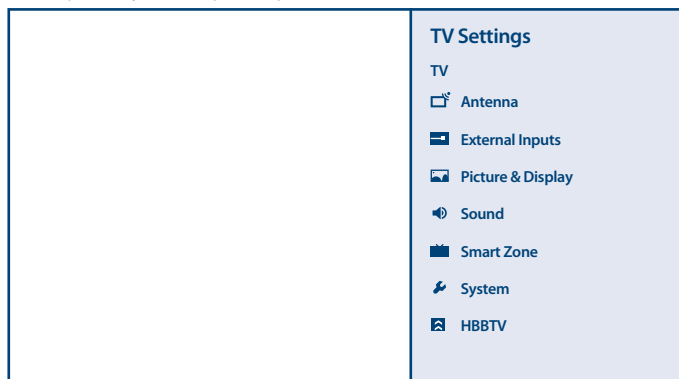 TV Settings
TV
Antenna
External Inputs
Picture & Display
Sound
Smart Zone
System
HBBTV